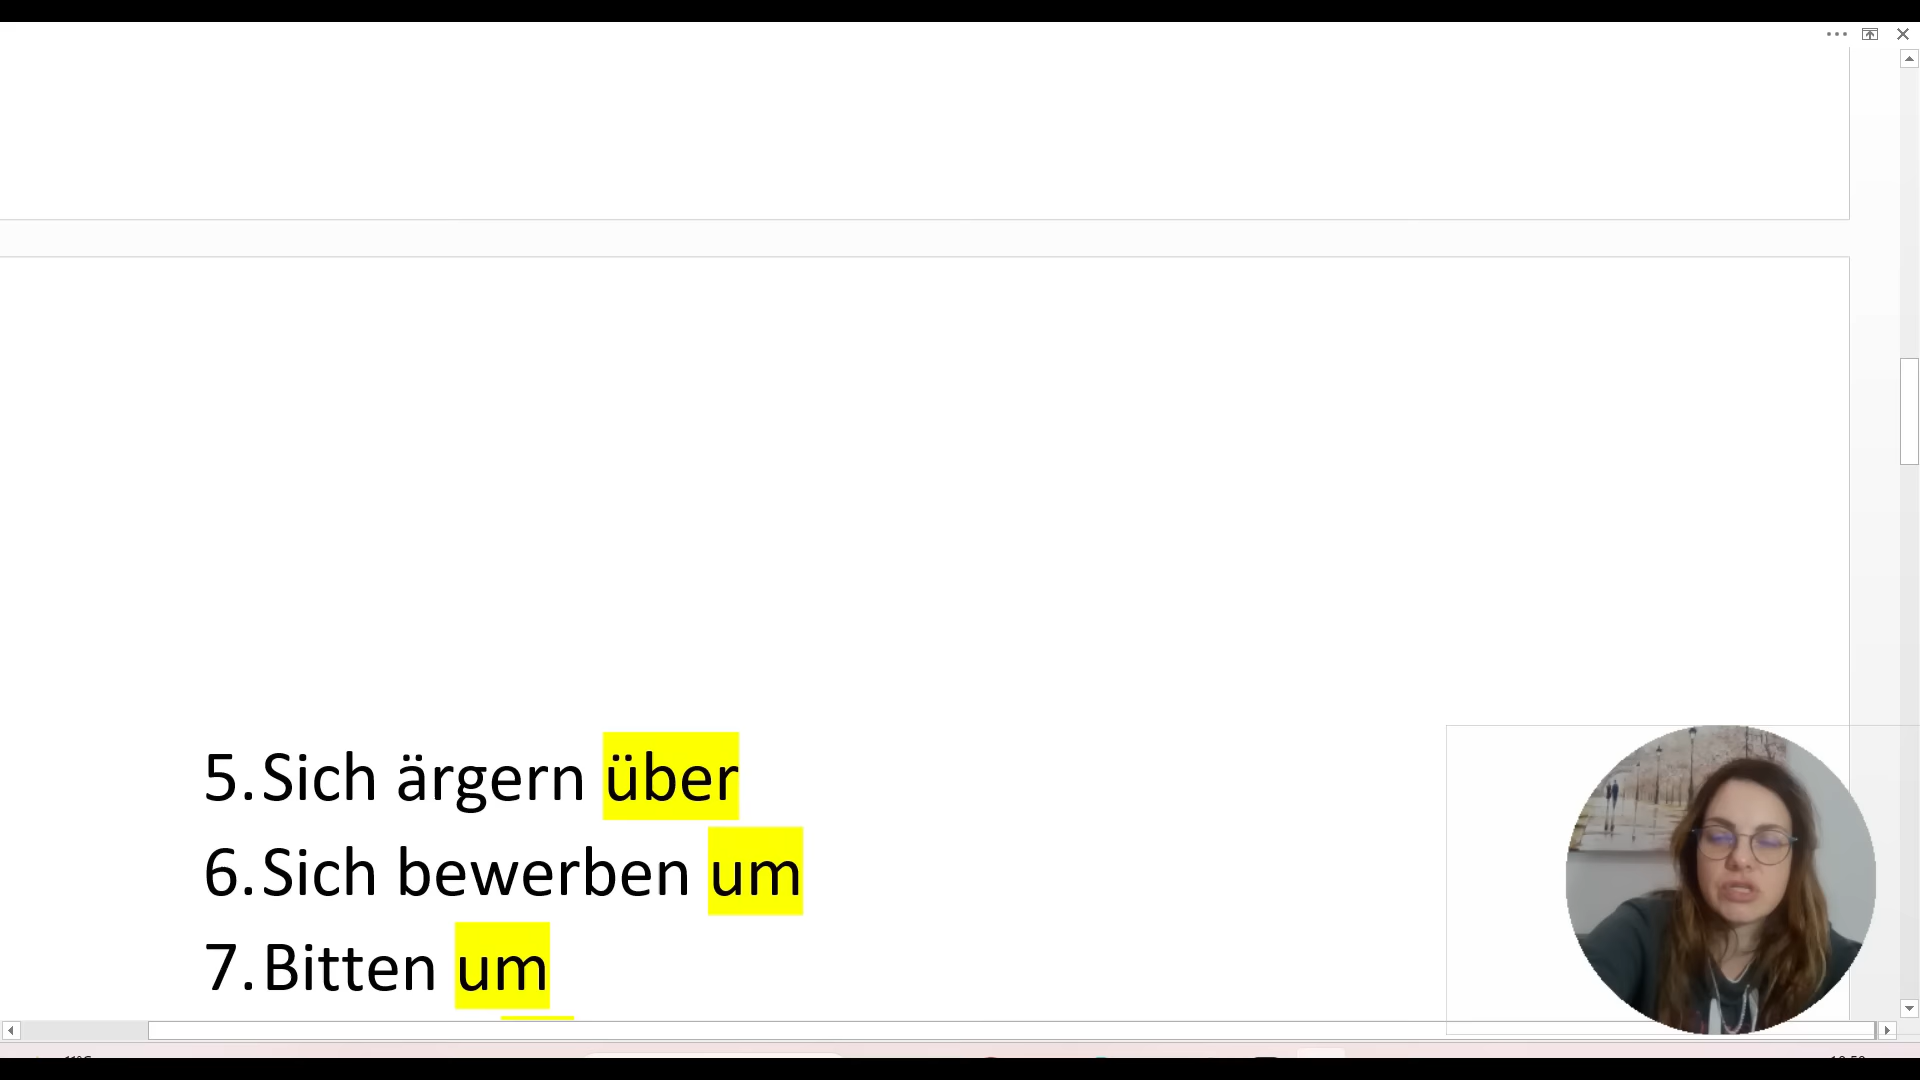 5. Sich ärgern über
6. Sich bewerben um
7. Bitten um